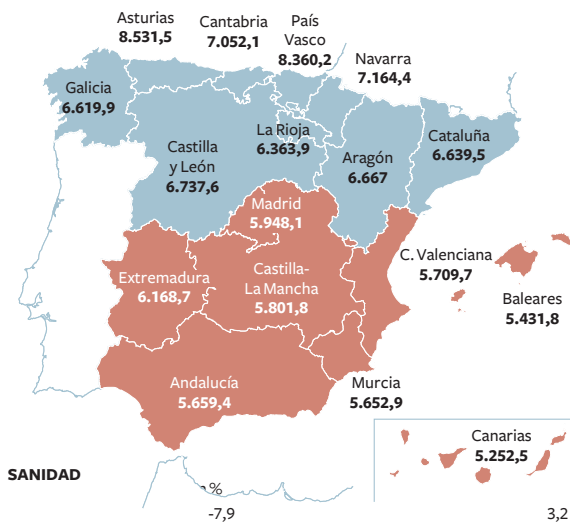 Asturias
8.531,5
Cantabria
7.052,1
País
Vasco
8.360,2
Navarra
7.164,4
Galicia
6.619,9
Castilla
y León
6.737,6
La Rioja
6.363,9
Aragón
6.667
Cataluña
6.639,5
Madrid
5.948,1
Extremadura
6.168,7
Castilla-
La Mancha
5.801,8
C. Valenciana
5.709,7
Baleares
5.431,8
Andalucía
5.659,4
Murcia
5.652,9
Canarias
5.252,5
SANIDAD
%
-7,9
3,2